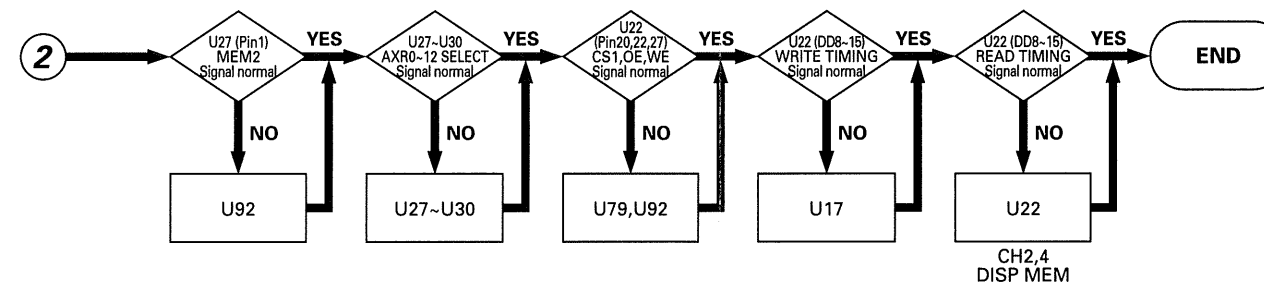 2
U27 (Pin1)
MEM2
Signal normal
YES
NO
U92
U27~U30
AXR0~12 SELECT
Signal normal
YES
NO
U27~U30
U22
(Pin20,22,27)
CS1,OE,WE
Signal normal
YES
NO
U79,U92
U22 (DD8~15)
WRITE TIMING
Signal normal
YES
NO
U17
U22 (DD8~15)
READ TIMING
Signal normal
YES
NO
U22
CH2,4
DISP MEM
END